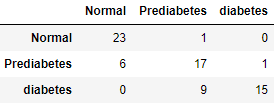 Normal Prediabetes diabetes
Normal 23 1 0
Prediabetes 6 17 1
diabetes 0 9 15